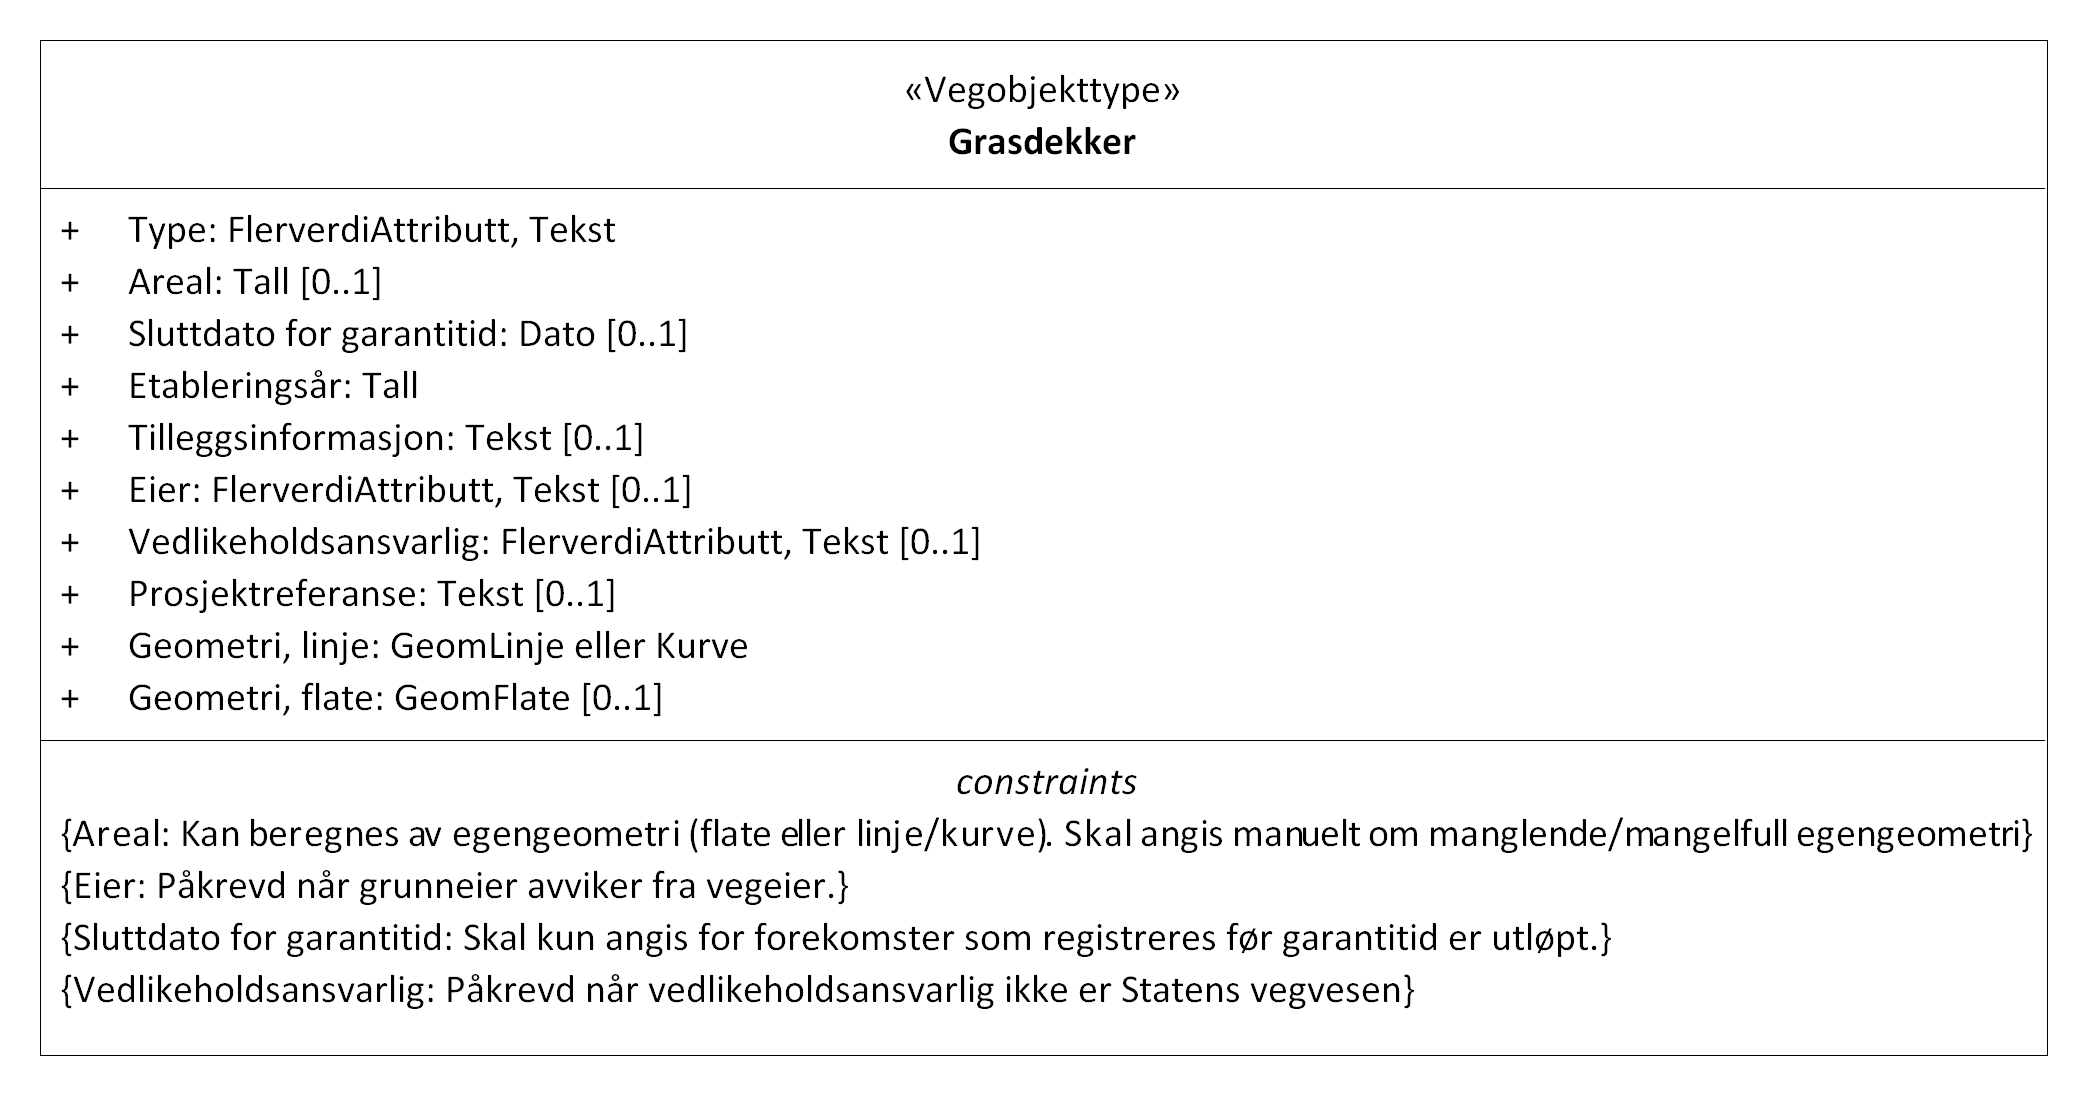 «Vegobjekttype»
Grasdekker
+ Type: FlerverdiAttributt, Tekst
+ Areal: Tall [0..1]
+ Sluttdato for garantitid: Dato [0..1]
+ Etableringsår: Tall
+ Tilleggsinformasjon: Tekst [0..1]
+ Eier: FlerverdiAttributt, Tekst [0..1]
+ Vedlikeholdsansvarlig: FlerverdiAttributt, Tekst [0..1]
+ Prosjektreferanse: Tekst [0..1]
+ Geometri, linje: GeomLinje eller Kurve
+ Geometri, flate: GeomFlate [0..1]
constraints
{Areal: Kan beregnes av egengeometri (flate eller linje/kurve). Skal angis manuelt om manglende/mangelfull egengeometri}
{Eier: Påkrevd når grunneier avviker fra vegeier.}
{Sluttdato for garantitid: Skal kun angis for forekomster som registreres før garantitid er utløpt.}
{Vedlikeholdsansvarlig: Påkrevd når vedlikeholdsansvarlig ikke er Statens vegvesen}